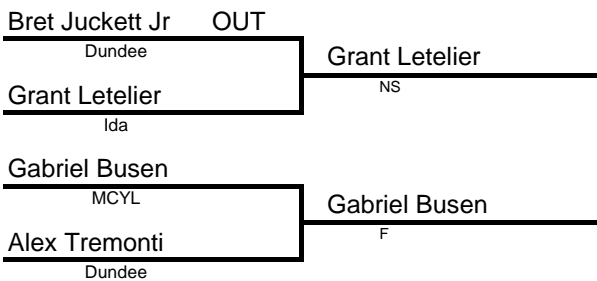 Bret Juckett Jr OUT
Dundee
Grant Letelier
NS
Grant Letelier
Ida
Gabriel Busen
MCYL
Gabriel Busen
F
Alex Tremonti
Dundee